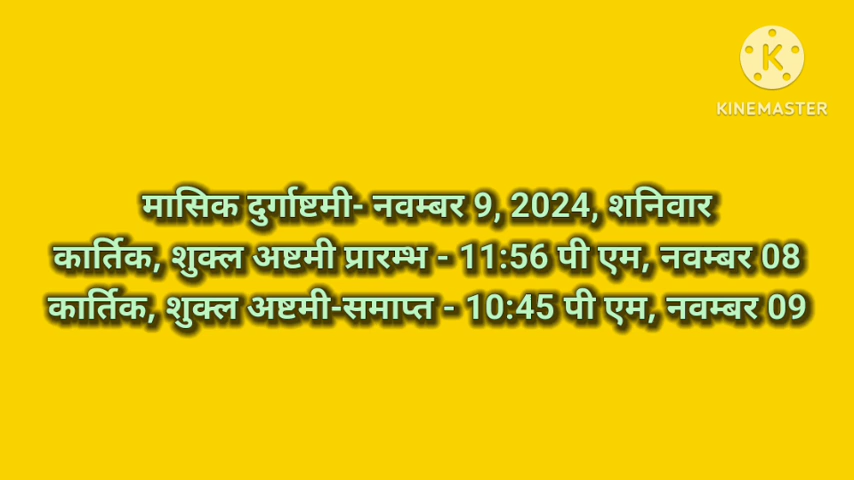 KINEMASTER
मासिक दुर्गाष्टमी- नवम्बर 9, 2024, शनिवार
कार्तिक, शुक्ल अष्टमी प्रारम्भ - 11:56 पी एम, नवम्बर 08
कार्तिक, शुक्ल अष्टमी-समाप्त - 10:45 पी एम, नवम्बर 09